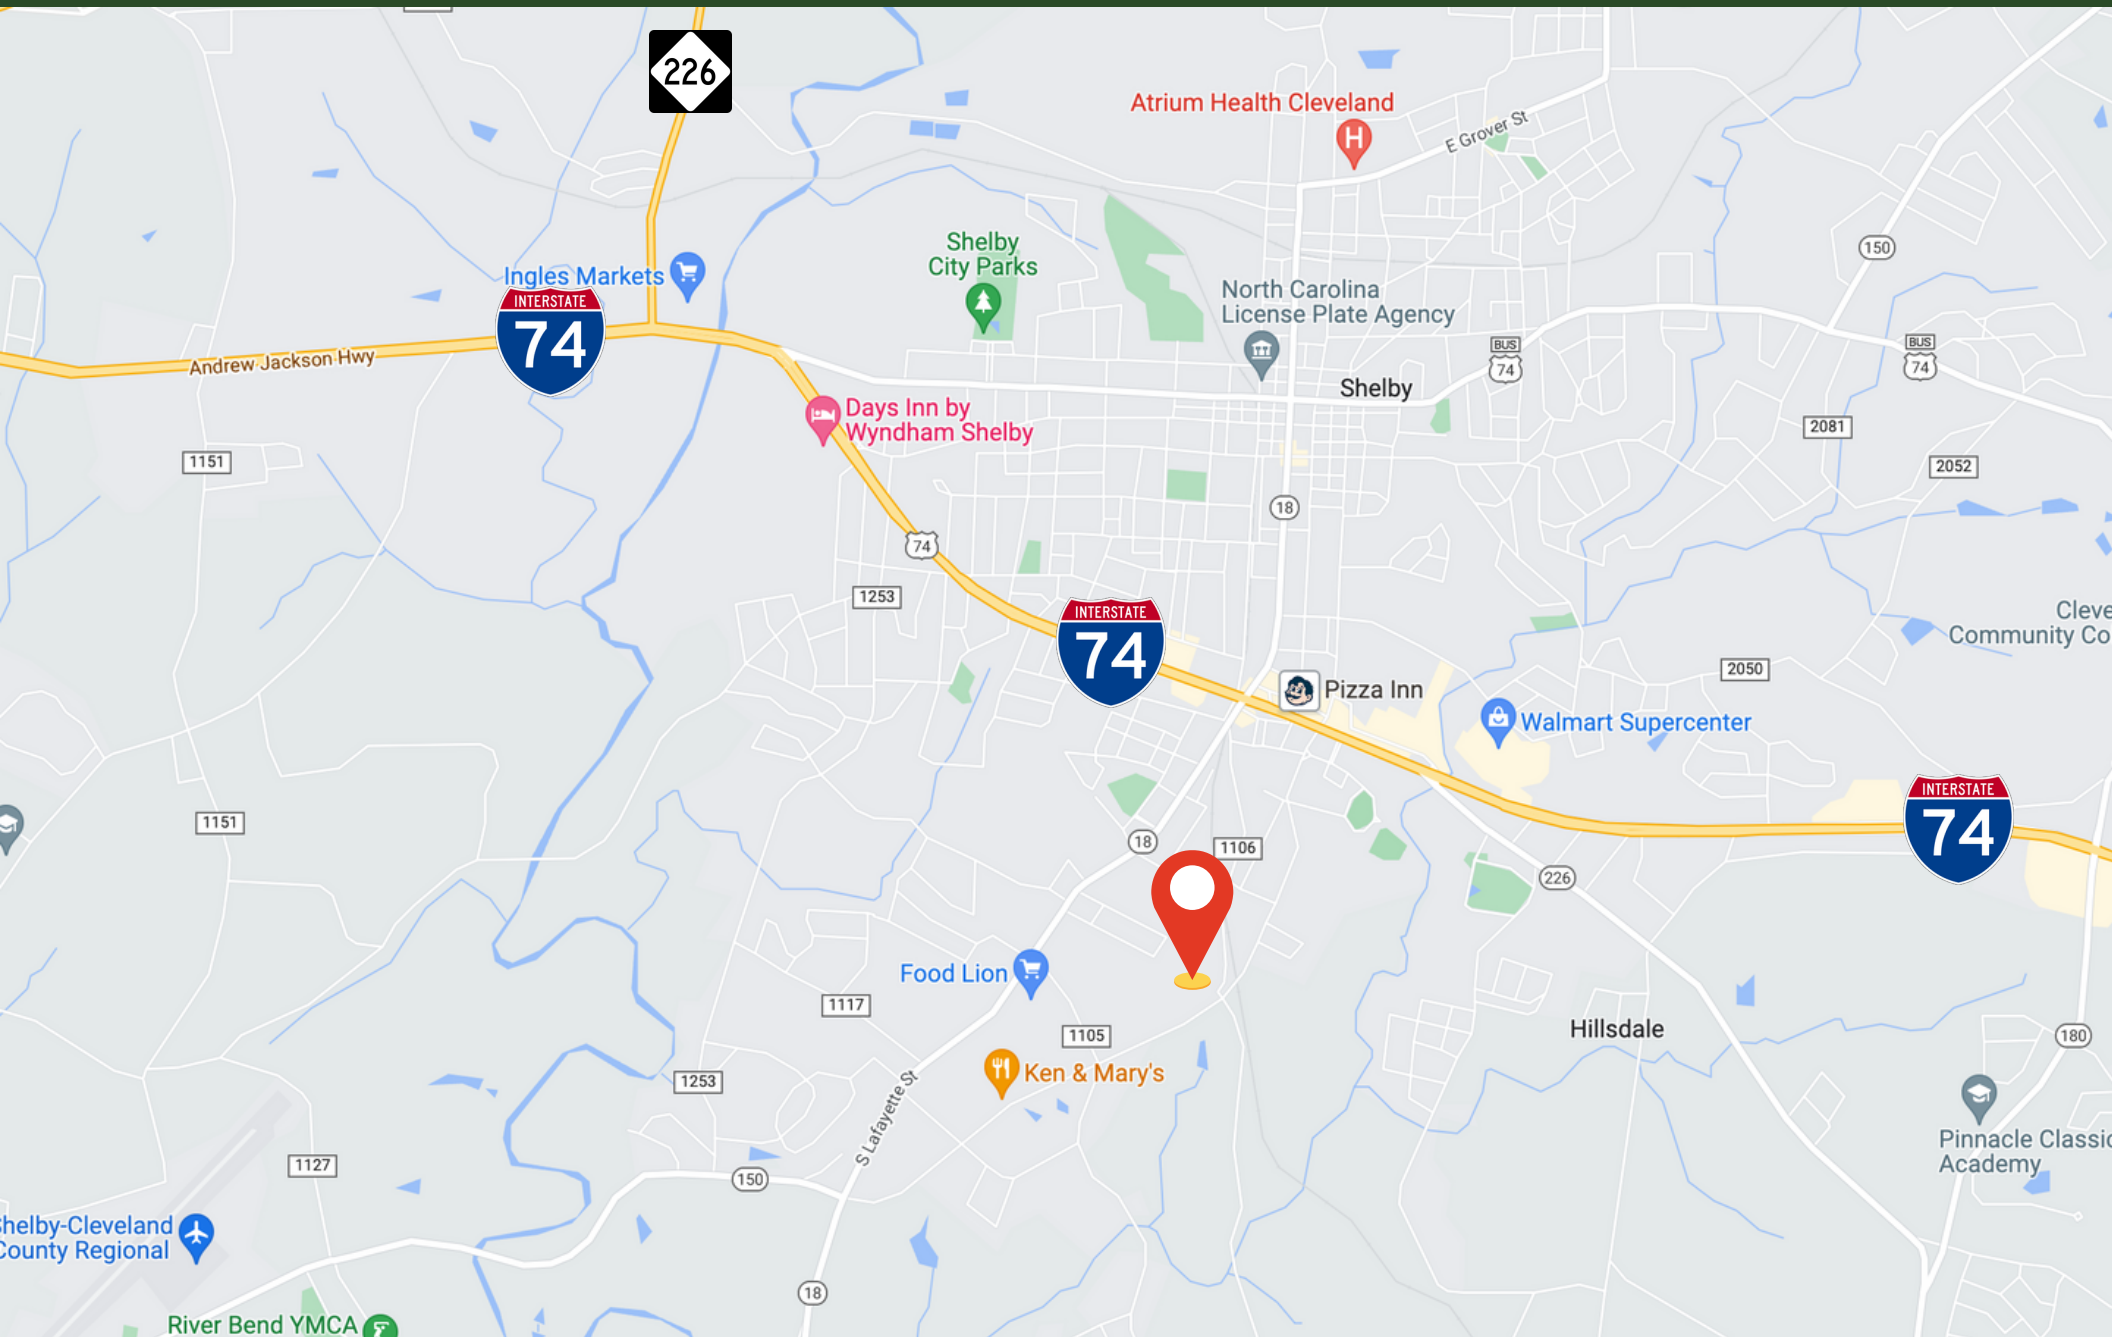 226
Atrium Health Cleveland
H
E Grover St
150
Shelby
City Parks
Ingles Markets
INTERSTATE
74
North Carolina
License Plate Agency
Andrew Jackson Hwy
BUS
74
BUS
74
Shelby
Days Inn by
Wyndham Shelby
2081
1151
2052
18
74
1253
INTERSTATE
74
Community Co
2050
Pizza Inn
Walmart Supercenter
INTERSTATE
74
1151
18
1106
226
Food Lion
1117
1105
Hillsdale
180
Ken & Mary's
1253
S Lafayette St
1127
150
Pinnacle Classic
Academy
Shelby-Cleveland
County Regional
18
River Bend YMCA